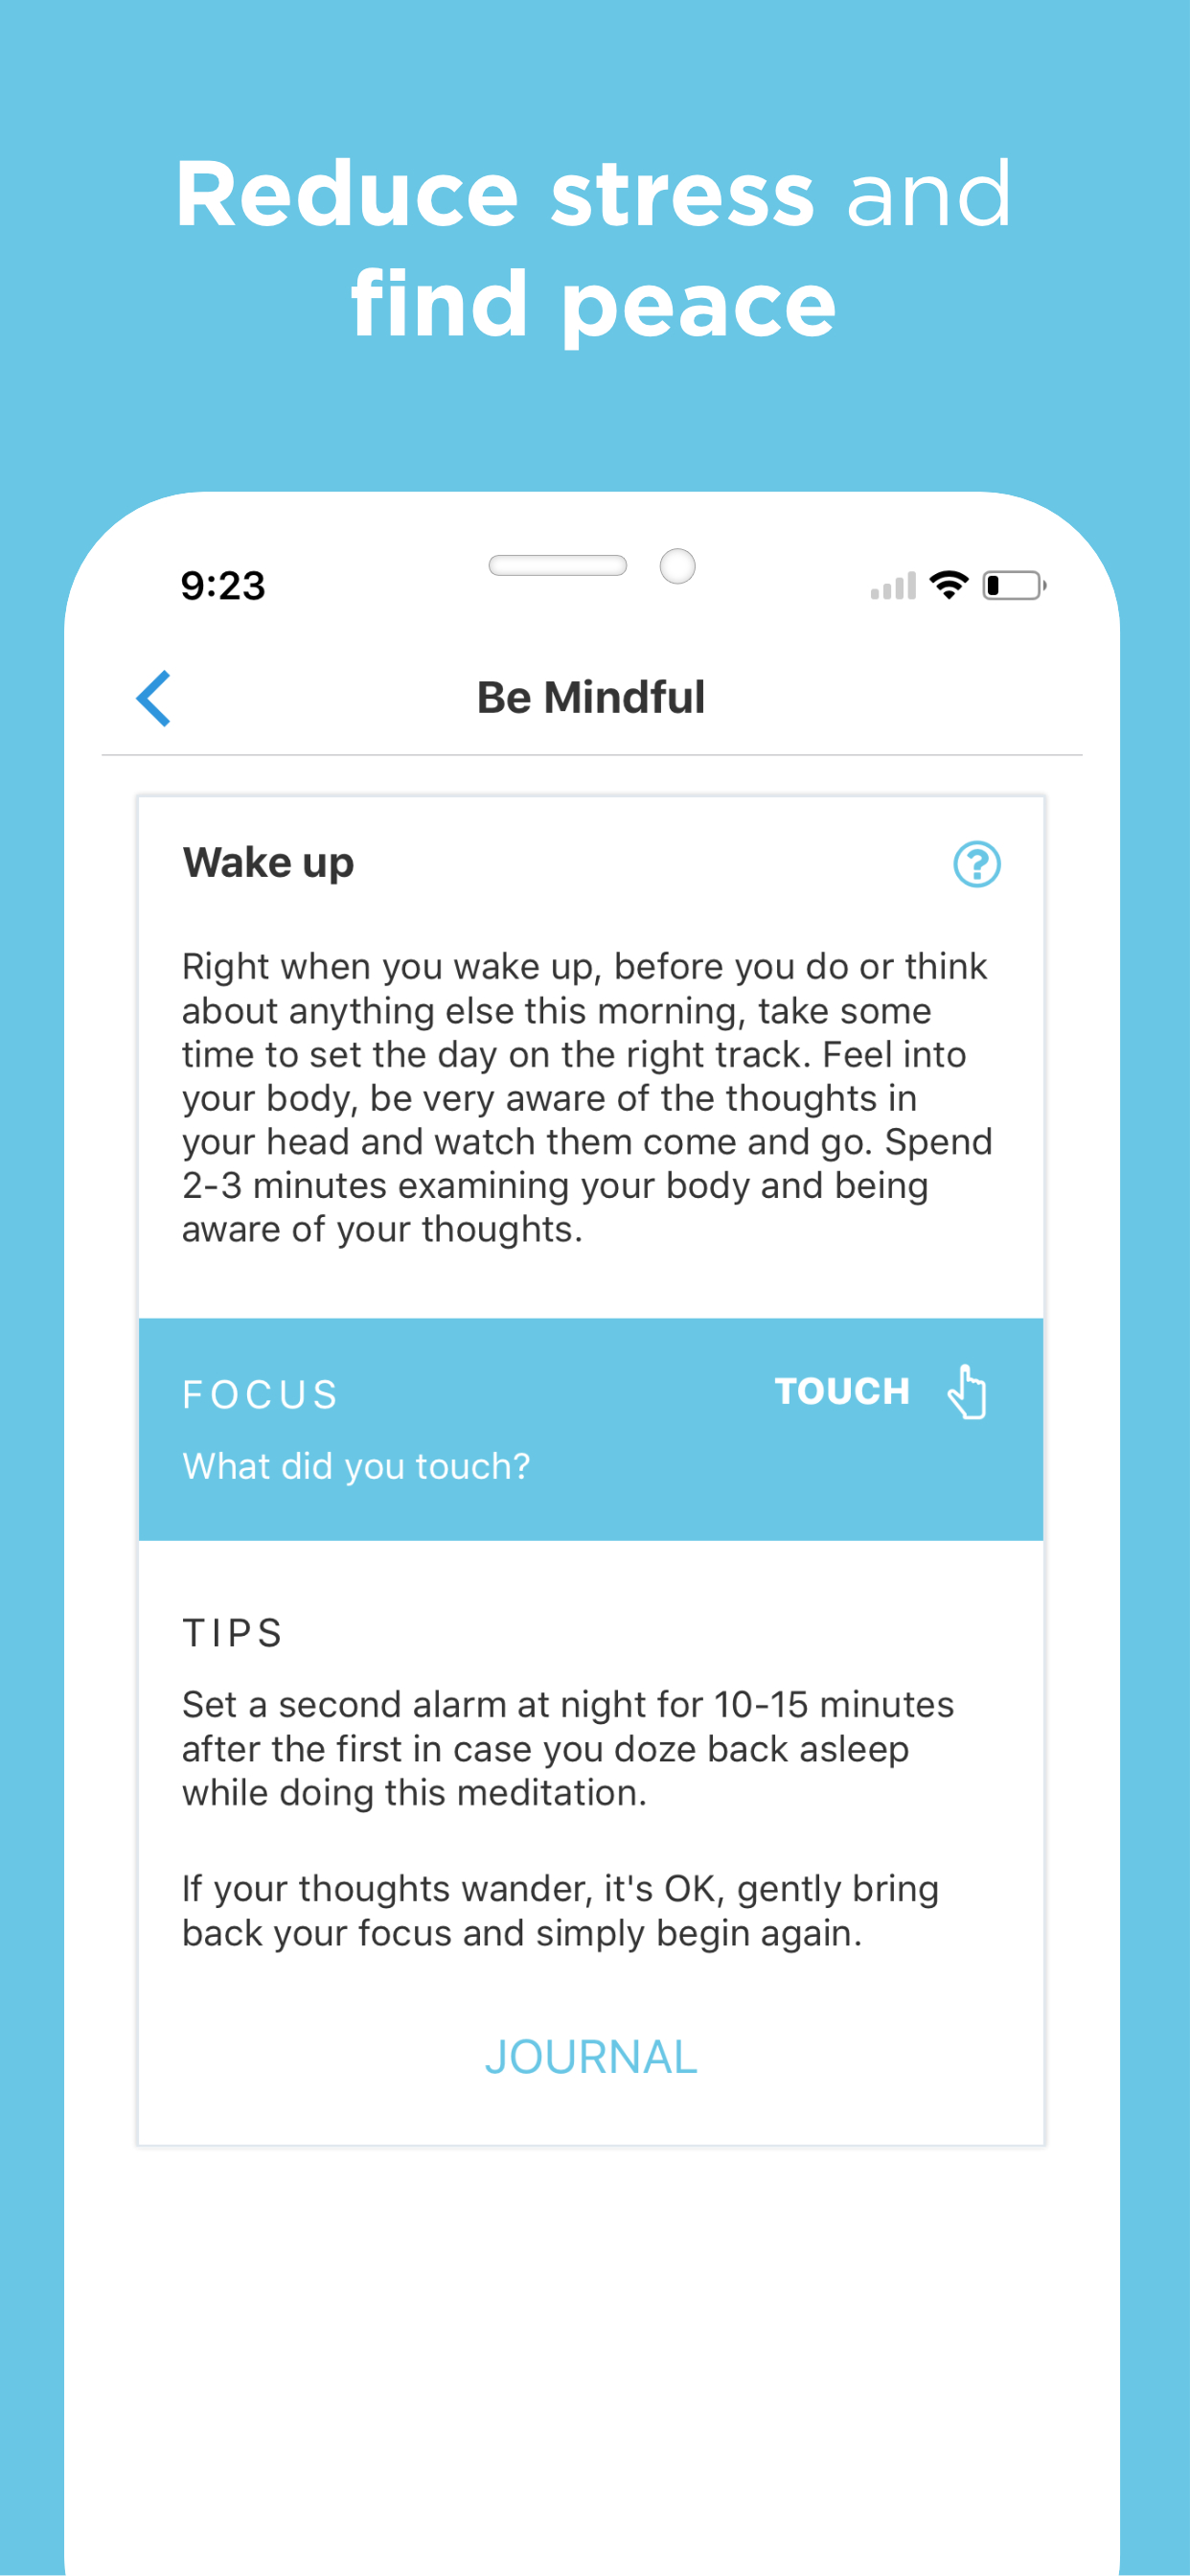 Reduce stress and
find peace
9:23
Be Mindful
Wake up
Right when you wake up, before you do or think
about anything else this morning, take some
time to set the day on the right track. Feel into
your body, be very aware of the thoughts in
your head and watch them come and go. Spend
2-3 minutes examining your body and being
aware of your thoughts.
FOCUS
TOUCH
What did you touch?
TIPS
Set a second alarm at night for 10-15 minutes
after the first in case you doze back asleep
while doing this meditation.
If your thoughts wander, it's OK, gently bring
back your focus and simply begin again.
JOURNAL